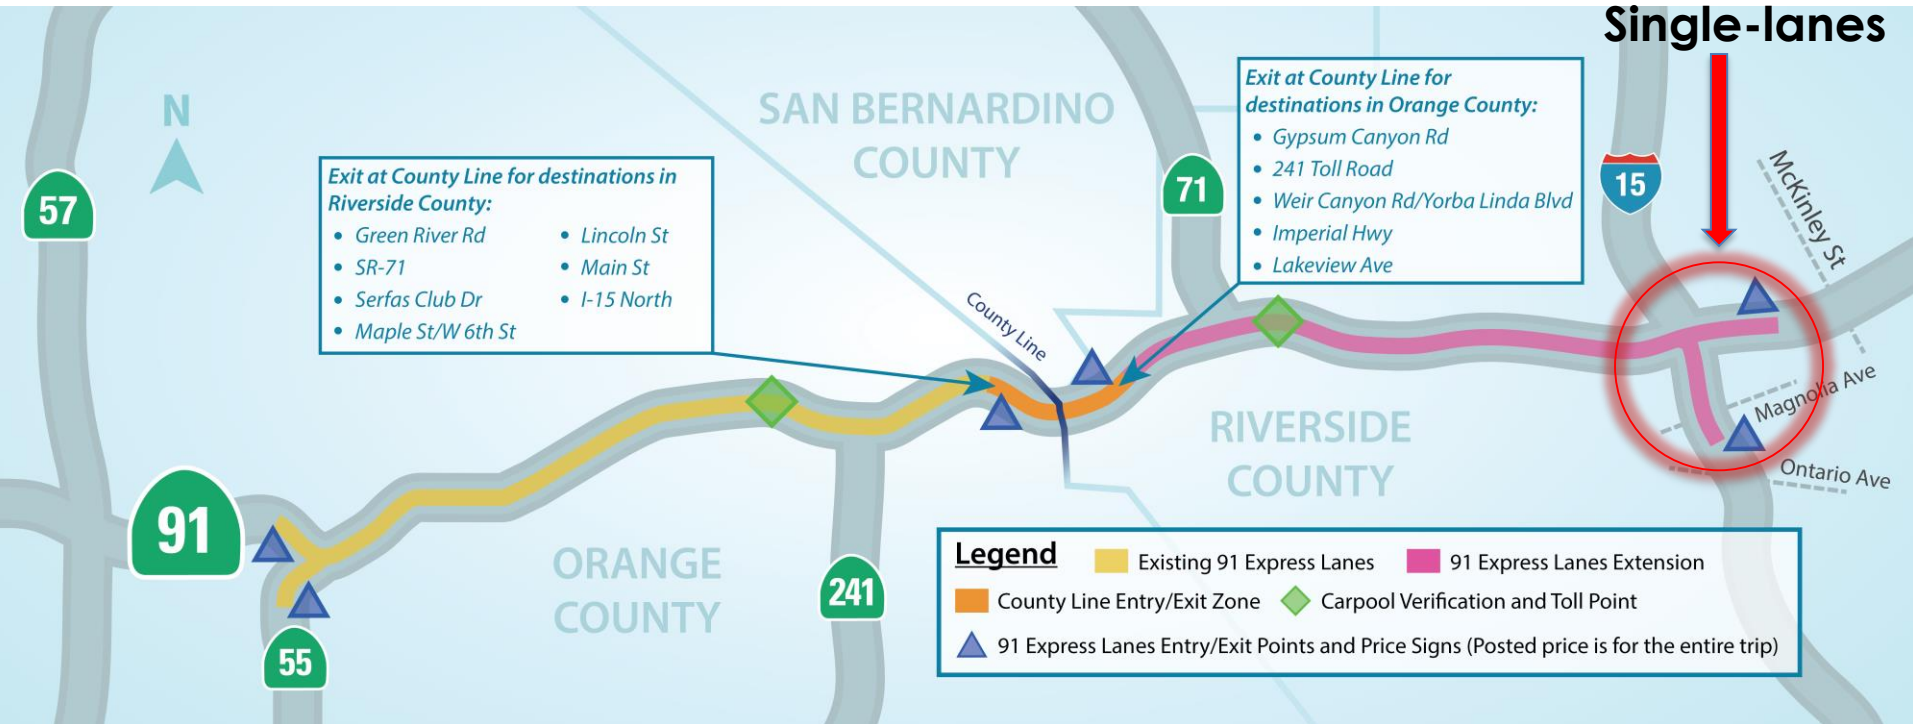 Single-lanes
N
57
SAN BERNARDINO
COUNTY
Exit at County Line for destinations in
Riverside County:
• Green River Rd
• SR-71
• Serfas Club Dr
• Maple St/W 6th St
• Lincoln St
• Main St
• I-15 North
Exit at County Line for
destinations in Orange County:
• Gypsum Canyon Rd
• 241 Toll Road
• Weir Canyon Rd/Yorba Linda Blvd
• Imperial Hwy
• Lakeview Ave
71
15
McKinley St
County Line
Magnolia Ave
Ontario Ave
RIVERSIDE
COUNTY
91
ORANGE
COUNTY
241
55
Legend
Existing 91 Express Lanes
91 Express Lanes Extension
County Line Entry/Exit Zone
Carpool Verification and Toll Point
91 Express Lanes Entry/Exit Points and Price Signs (Posted price is for the entire trip)